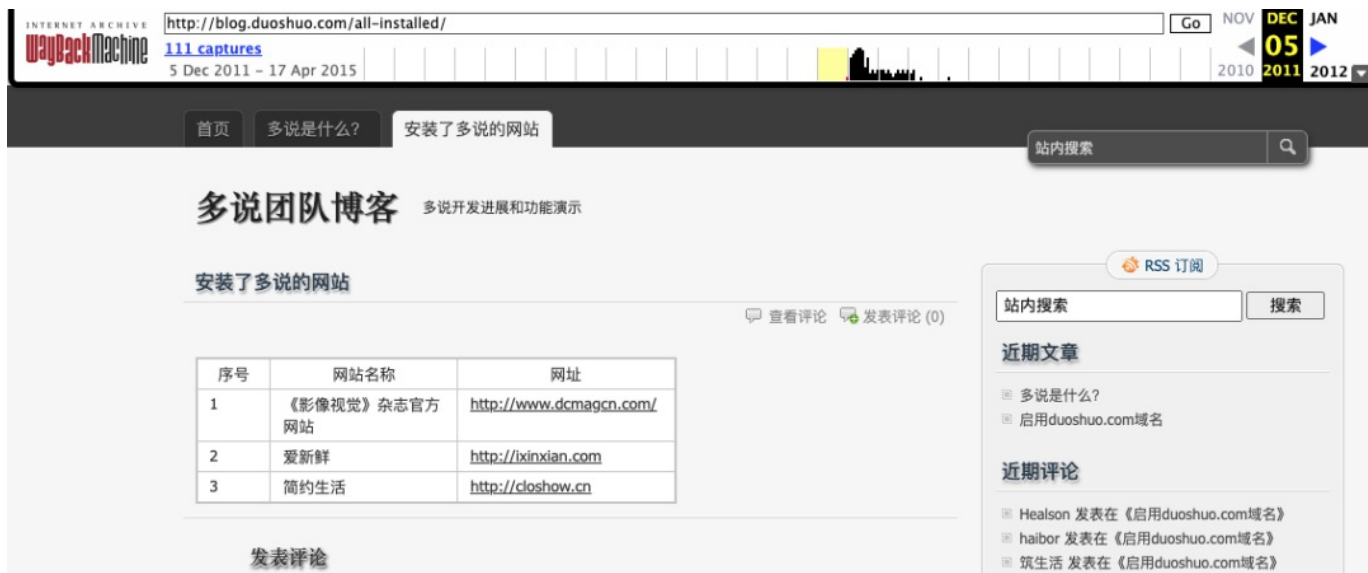 INTERNET ARCHIVE
WayBackMachine
http://blog.duoshuo.com/all-installed/
Go
111 captures
5 Dec 2011 – 17 Apr 2015
NOV DEC JAN
05
2010 2011 2012
首页 多说是什么? 安装了多说的网站
站内搜索
多说团队博客 多说开发进展和功能演示
安装了多说的网站
查看评论 发表评论 (0)
序号 网站名称 网址
1 《影像视觉》杂志官方 http://www.dcmagcn.com/
网站
2 爱新鲜 http://ixinxian.com
3 简约生活 http://closhow.cn
发表评论
RSS 订阅
站内搜索 搜索
近期文章
多说是什么?
启用duoshuo.com域名
近期评论
Healson 发表在《启用duoshuo.com域名》
haibor 发表在《启用duoshuo.com域名》
筑生活 发表在《启用duoshuo.com域名》